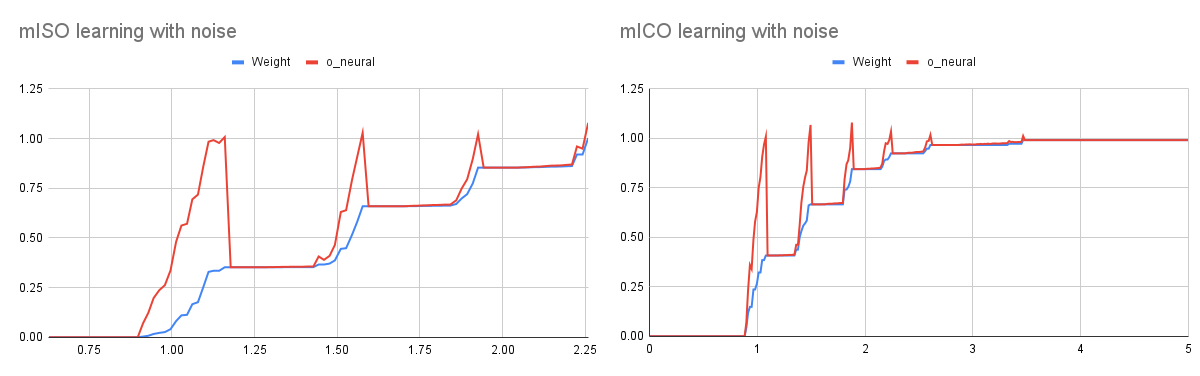 mISO learning with noise
Weight o_neural
1.25
1.00
0.75
0.50
0.25
0.00
0.75 1.00 1.25 1.50 1.75 2.00 2.25
mICO learning with noise
Weight o_neural
1.25
1.00
0.75
0.50
0.25
0.00
0 1 2 3 4 5